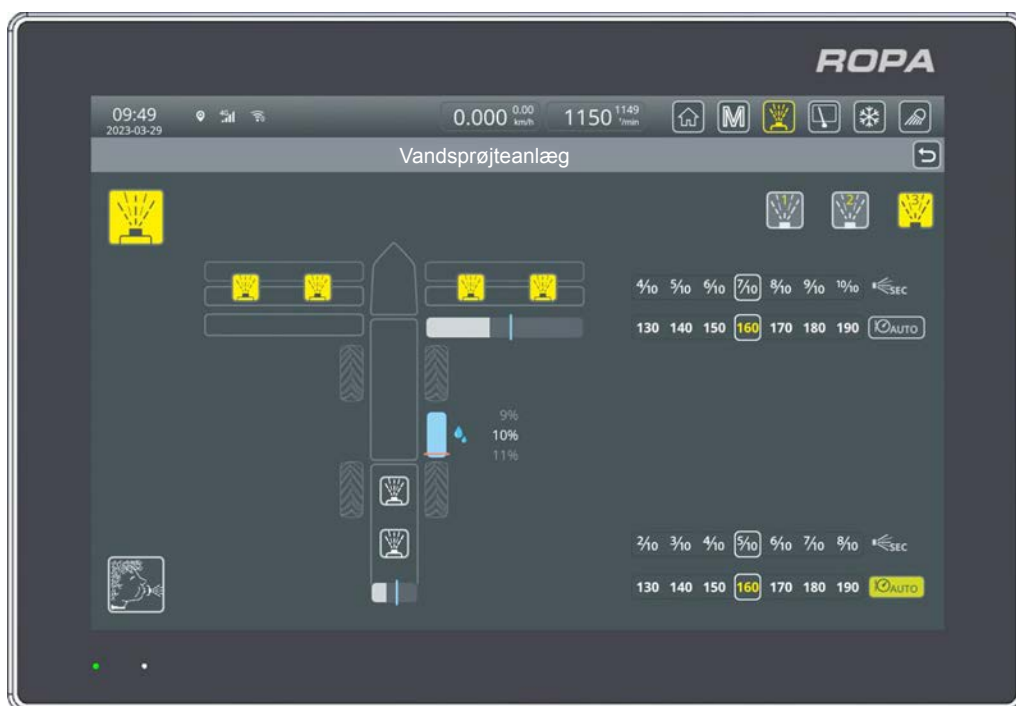 ROPA
09:49
2023-03-29
4G
0.000 0.00 km/h
1150 1149 ¹/min
M
Vandsprøjteanlæg
1 2 3
4/10 5/10 6/10 7/10 8/10 9/10 10/10 SEC
130 140 150 160 170 180 190 AUTO
9%
10%
11%
2/10 3/10 4/10 5/10 6/10 7/10 8/10 SEC
130 140 150 160 170 180 190 AUTO